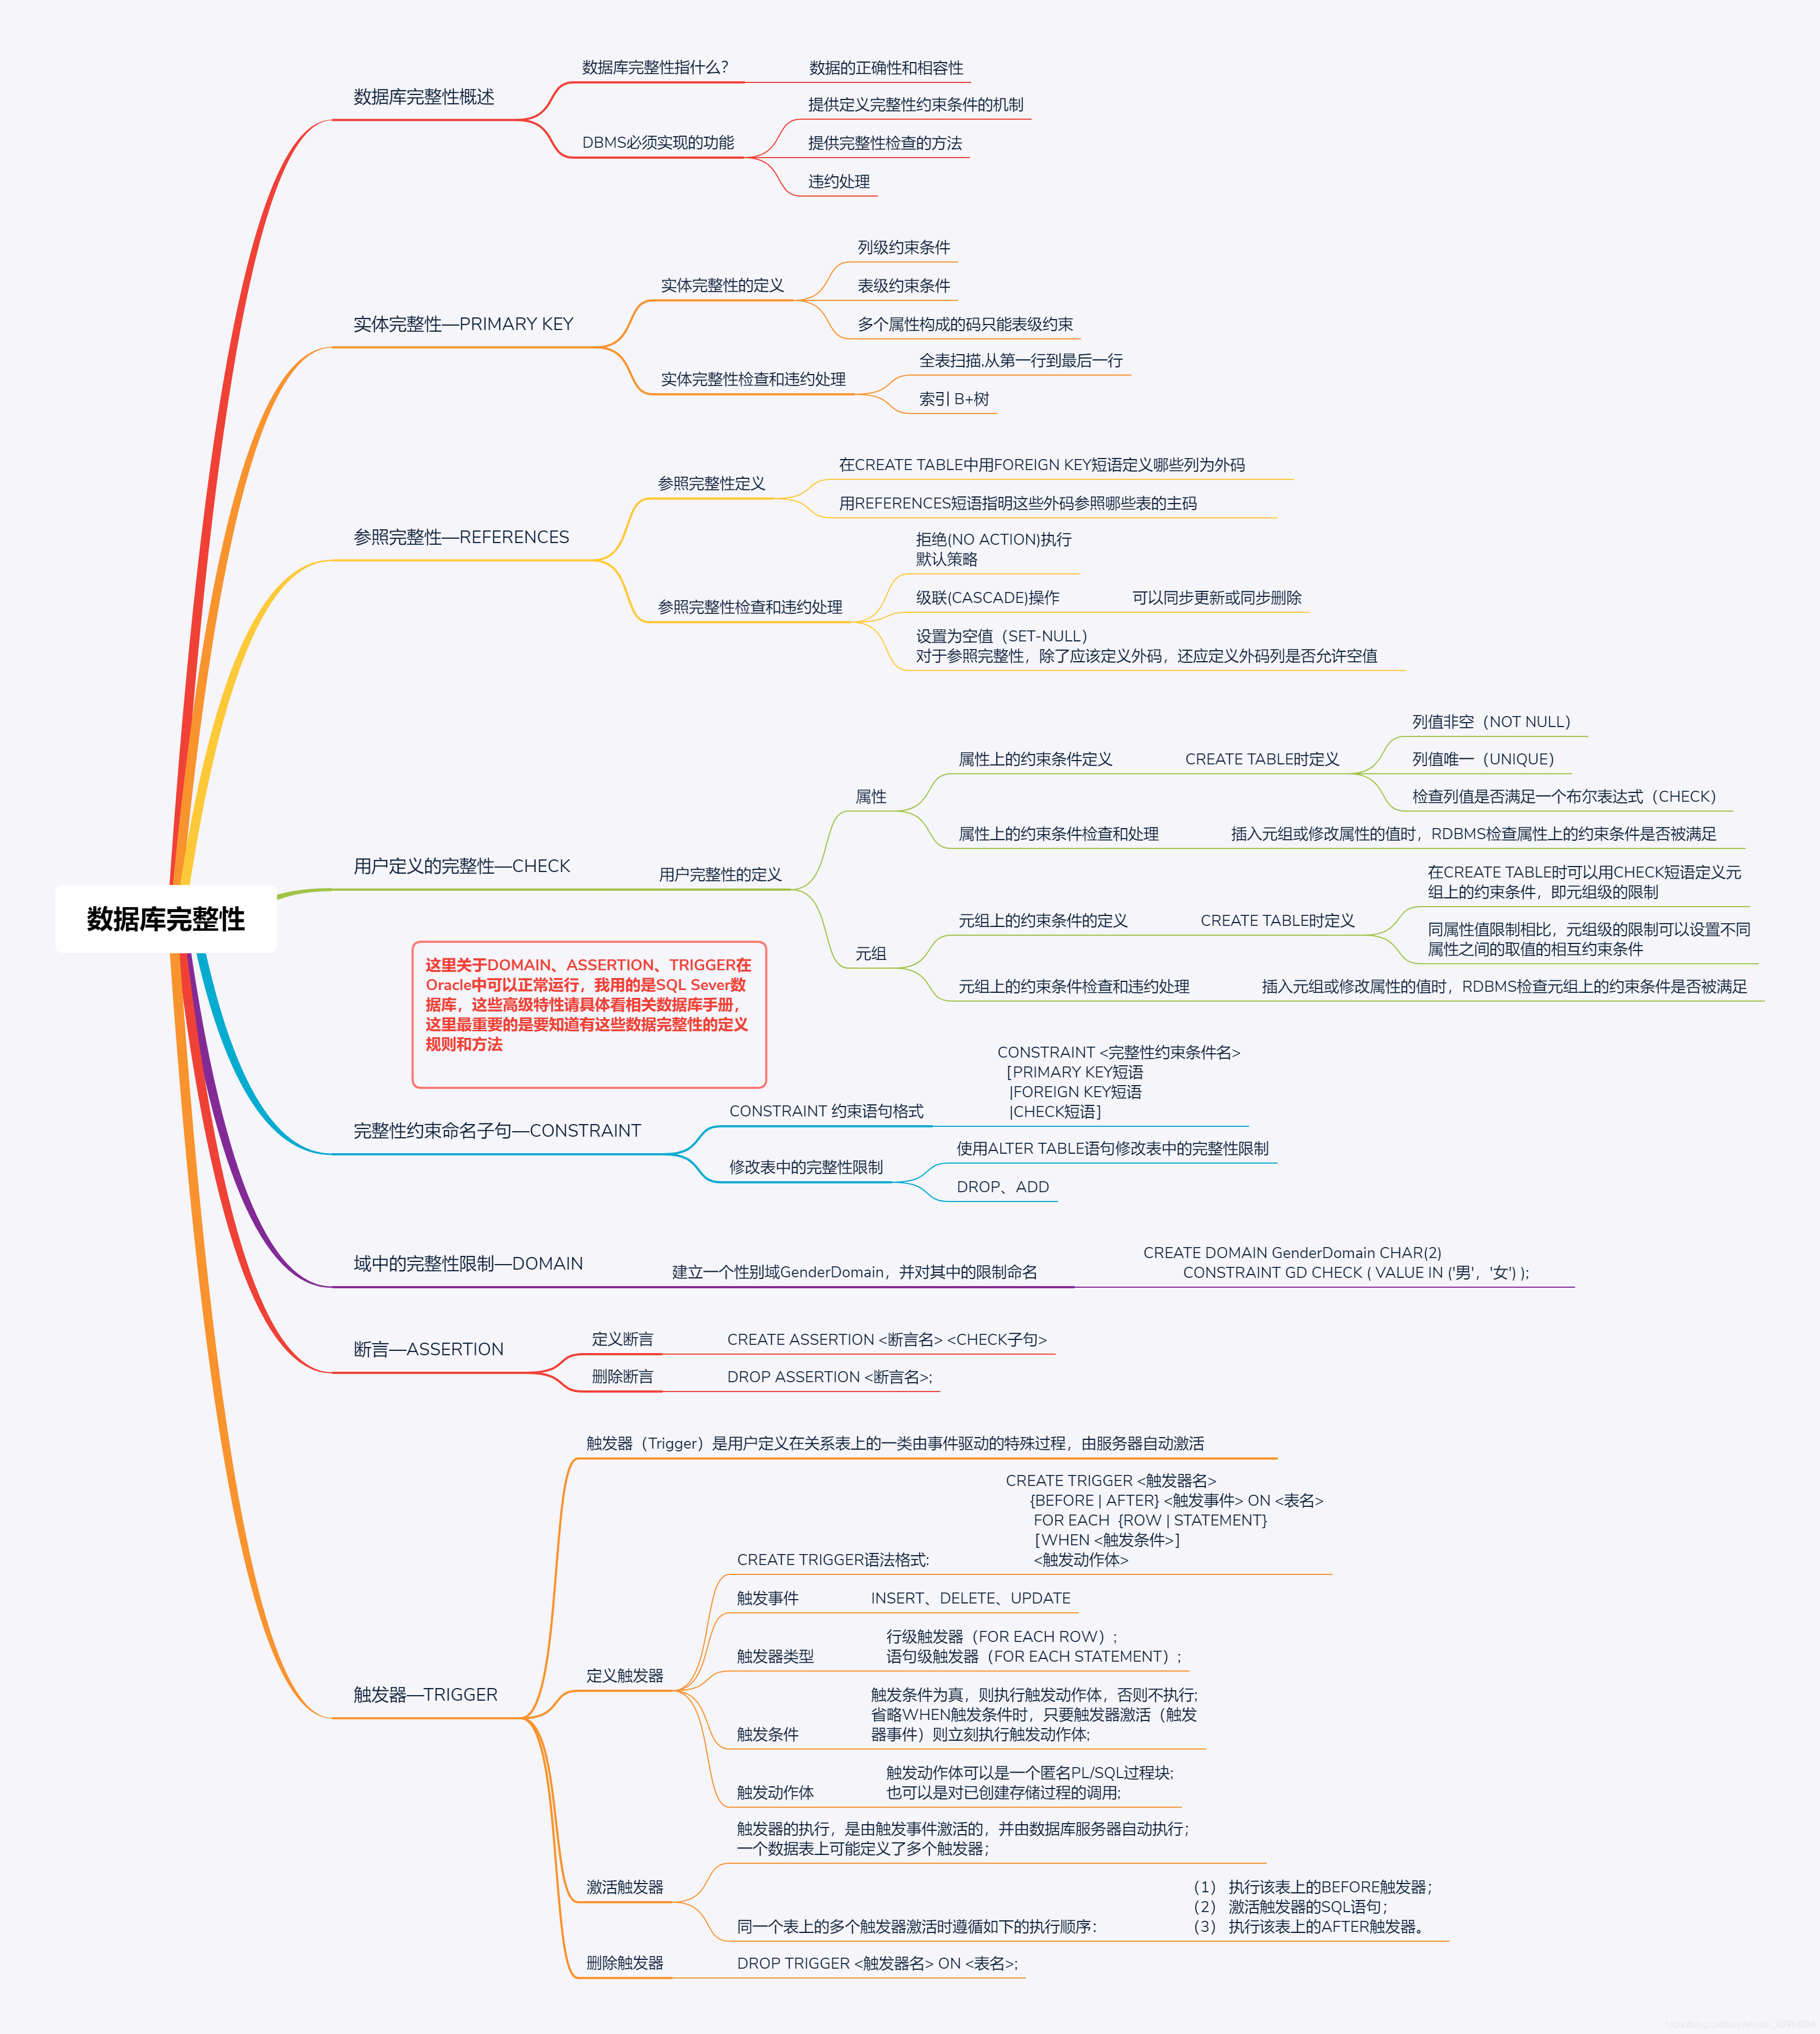 数据库完整性
数据库完整性概述
数据库完整性指什么?
数据的正确性和相容性
DBMS必须实现的功能
提供定义完整性约束条件的机制
提供完整性检查的方法
违约处理
实体完整性—PRIMARY KEY
实体完整性的定义
列级约束条件
表级约束条件
多个属性构成的码只能表级约束
实体完整性检查和违约处理
全表扫描,从第一行到最后一行
索引 B+树
参照完整性—REFERENCES
参照完整性定义
在CREATE TABLE中用FOREIGN KEY短语定义哪些列为外码
用REFERENCES短语指明这些外码参照哪些表的主码
参照完整性检查和违约处理
拒绝(NO ACTION)执行
默认策略
级联(CASCADE)操作
可以同步更新或同步删除
设置为空值（SET-NULL）
对于参照完整性，除了应该定义外码，还应定义外码列是否允许空值
用户定义的完整性—CHECK
用户完整性的定义
属性
属性上的约束条件定义
CREATE TABLE时定义
列值非空（NOT NULL）
列值唯一（UNIQUE）
检查列值是否满足一个布尔表达式（CHECK）
属性上的约束条件检查和处理
插入元组或修改属性的值时，RDBMS检查属性上的约束条件是否被满足
元组
元组上的约束条件的定义
CREATE TABLE时定义
在CREATE TABLE时可以用CHECK短语定义元
组上的约束条件，即元组级的限制
同属性值限制相比，元组级的限制可以设置不同
属性之间的取值的相互约束条件
元组上的约束条件检查和违约处理
插入元组或修改属性的值时，RDBMS检查元组上的约束条件是否被满足
这里关于DOMAIN、ASSERTION、TRIGGER在
Oracle中可以正常运行，我用的是SQL Sever数
据库，这些高级特性请具体看相关数据库手册，
这里最重要的是要知道有这些数据完整性的定义
规则和方法
完整性约束命名子句—CONSTRAINT
CONSTRAINT 约束语句格式
CONSTRAINT <完整性约束条件名>
[PRIMARY KEY短语
|FOREIGN KEY短语
|CHECK短语]
修改表中的完整性限制
使用ALTER TABLE语句修改表中的完整性限制
DROP、ADD
域中的完整性限制—DOMAIN
建立一个性别域GenderDomain，并对其中的限制命名
CREATE DOMAIN GenderDomain CHAR(2)
CONSTRAINT GD CHECK ( VALUE IN ('男'，'女') );
断言—ASSERTION
定义断言
CREATE ASSERTION <断言名> <CHECK子句>
删除断言
DROP ASSERTION <断言名>;
触发器—TRIGGER
触发器（Trigger）是用户定义在关系表上的一类由事件驱动的特殊过程，由服务器自动激活
定义触发器
CREATE TRIGGER语法格式:
CREATE TRIGGER <触发器名>
{BEFORE | AFTER} <触发事件> ON <表名>
FOR EACH {ROW | STATEMENT}
[WHEN <触发条件>]
<触发动作体>
触发事件
INSERT、DELETE、UPDATE
触发器类型
行级触发器（FOR EACH ROW）;
语句级触发器（FOR EACH STATEMENT）;
触发条件
触发条件为真，则执行触发动作体，否则不执行;
省略WHEN触发条件时，只要触发器激活（触发
器事件）则立刻执行触发动作体;
触发动作体
触发动作体可以是一个匿名PL/SQL过程块;
也可以是对已创建存储过程的调用;
激活触发器
触发器的执行，是由触发事件激活的，并由数据库服务器自动执行；
一个数据表上可能定义了多个触发器；
同一个表上的多个触发器激活时遵循如下的执行顺序：
（1） 执行该表上的BEFORE触发器；
（2） 激活触发器的SQL语句；
（3） 执行该表上的AFTER触发器。
删除触发器
DROP TRIGGER <触发器名> ON <表名>;